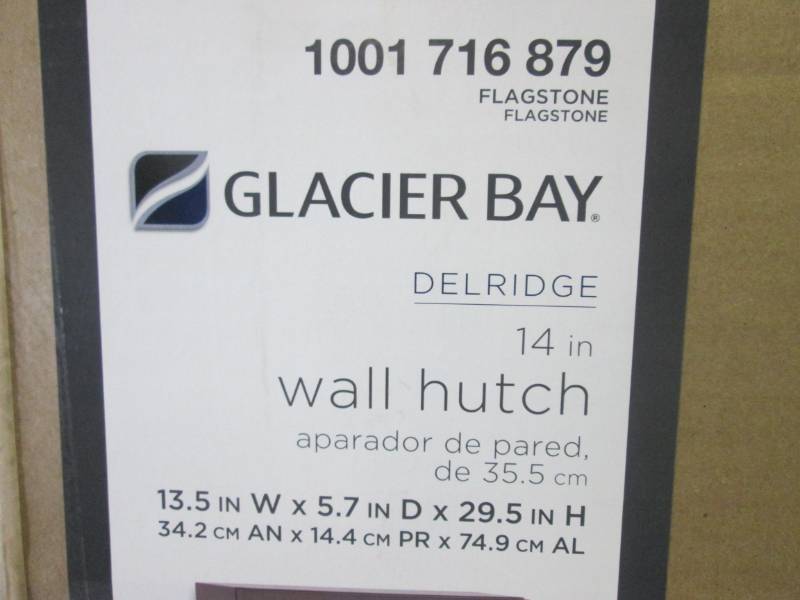 1001 716 879
FLAGSTONE
FLAGSTONE
GLACIER BAY®
DELRIDGE
14 in
wall hutch
aparador de pared,
de 35.5 cm
13.5 IN W x 5.7 IN D x 29.5 IN H
34.2 CM AN x 14.4 CM PR x 74.9 CM AL